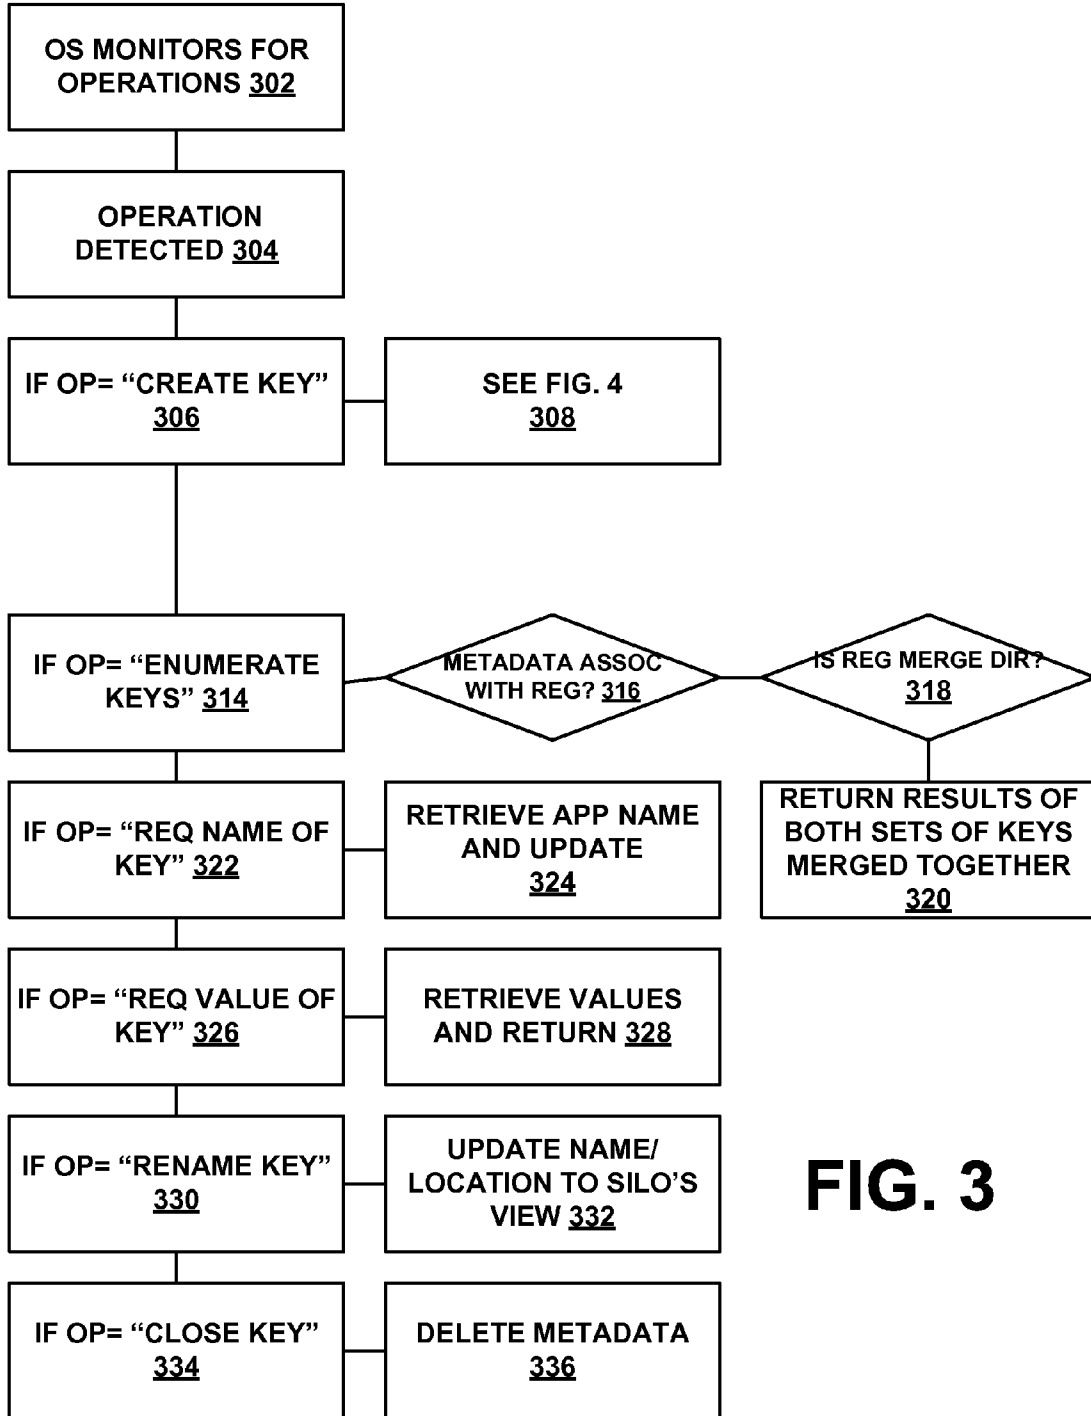 OS MONITORS FOR
OPERATIONS 302
OPERATION
DETECTED 304
IF OP= “CREATE KEY”
306
SEE FIG. 4
308
IF OP= “ENUMERATE
KEYS” 314
METADATA ASSOC
WITH REG? 316
IS REG MERGE DIR?
318
IF OP= “REQ NAME OF
KEY” 322
RETRIEVE APP NAME
AND UPDATE
324
RETURN RESULTS OF
BOTH SETS OF KEYS
MERGED TOGETHER
320
IF OP= “REQ VALUE OF
KEY” 326
RETRIEVE VALUES
AND RETURN 328
IF OP= “RENAME KEY”
330
UPDATE NAME/
LOCATION TO SILO’S
VIEW 332
FIG. 3
IF OP= “CLOSE KEY”
334
DELETE METADATA
336